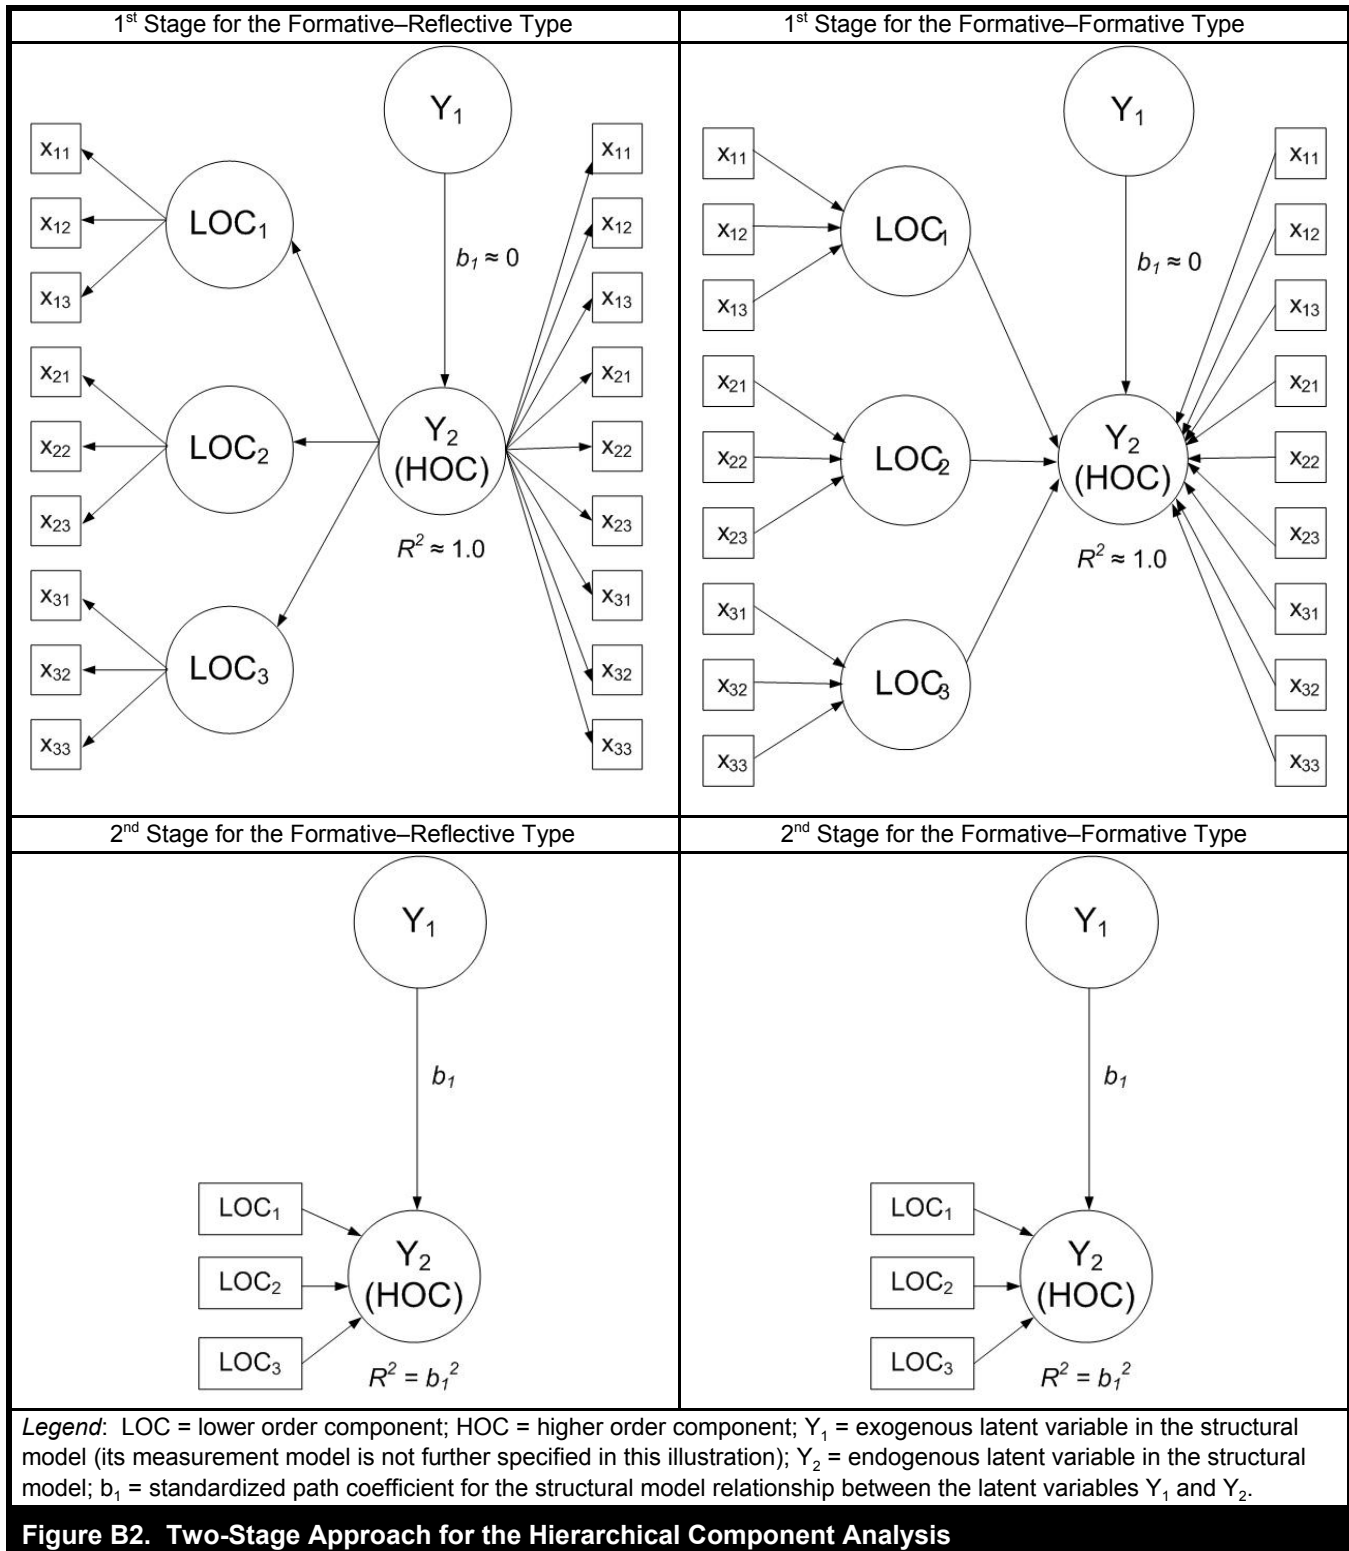 1st Stage for the Formative–Reflective Type
Y1
x11
x12
x13
x21
x22
x23
x31
x32
x33
LOC1
LOC2
LOC3
b1 ≈ 0
Y2
(HOC)
R2 ≈ 1.0
x11
x12
x13
x21
x22
x23
x31
x32
x33
1st Stage for the Formative–Formative Type
Y1
x11
x12
x13
x21
x22
x23
x31
x32
x33
LOC1
LOC2
LOC3
b1 ≈ 0
Y2
(HOC)
R2 ≈ 1.0
x11
x12
x13
x21
x22
x23
x31
x32
x33
2nd Stage for the Formative–Reflective Type
Y1
b1
LOC1
LOC2
LOC3
Y2
(HOC)
R2 = b12
2nd Stage for the Formative–Formative Type
Y1
b1
LOC1
LOC2
LOC3
Y2
(HOC)
R2 = b12
Legend: LOC = lower order component; HOC = higher order component; Y1 = exogenous latent variable in the structural
model (its measurement model is not further specified in this illustration); Y2 = endogenous latent variable in the structural
model; b1 = standardized path coefficient for the structural model relationship between the latent variables Y1 and Y2.
Figure B2. Two-Stage Approach for the Hierarchical Component Analysis